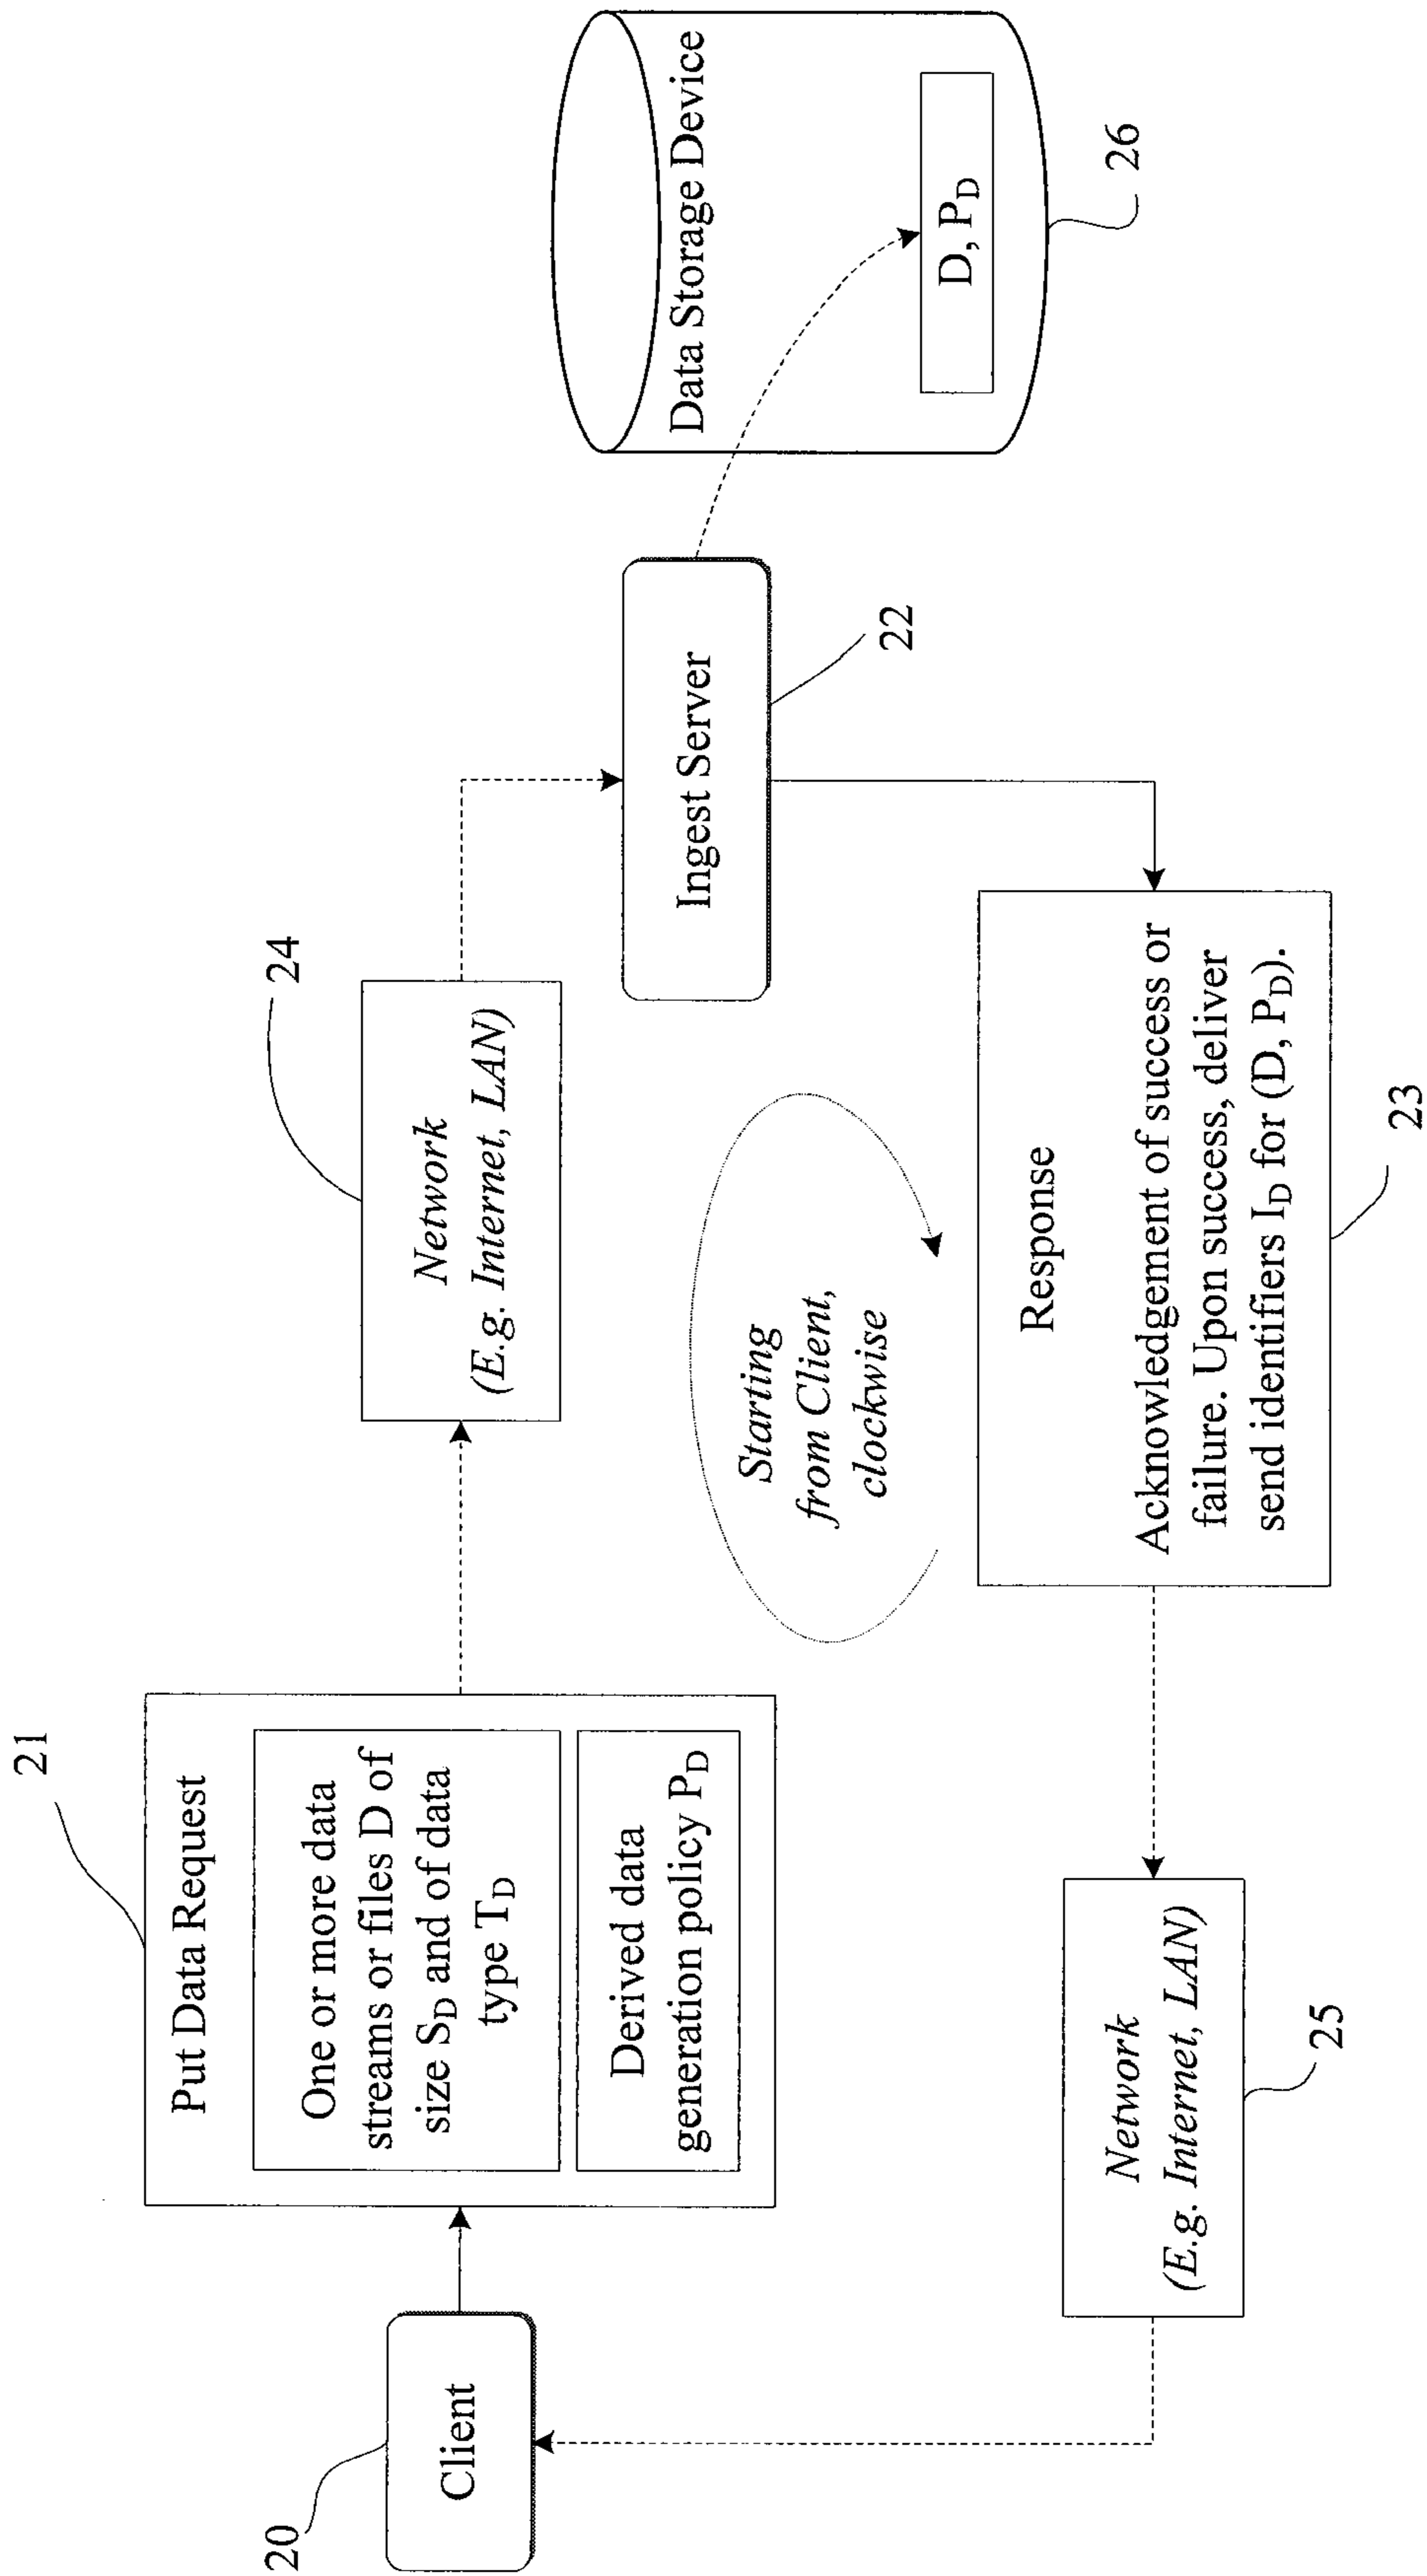 21
Put Data Request
One or more data
streams or files D of
size S_D and of data
type T_D
Derived data
generation policy P_D
20
Client
24
Network
(E.g. Internet, LAN)
Ingest Server
22
Data Storage Device
D, P_D
26
Starting
from Client,
clockwise
Response
Acknowledgement of success or
failure. Upon success, deliver
send identifiers I_D for (D, P_D).
23
Network
(E.g. Internet, LAN)
25